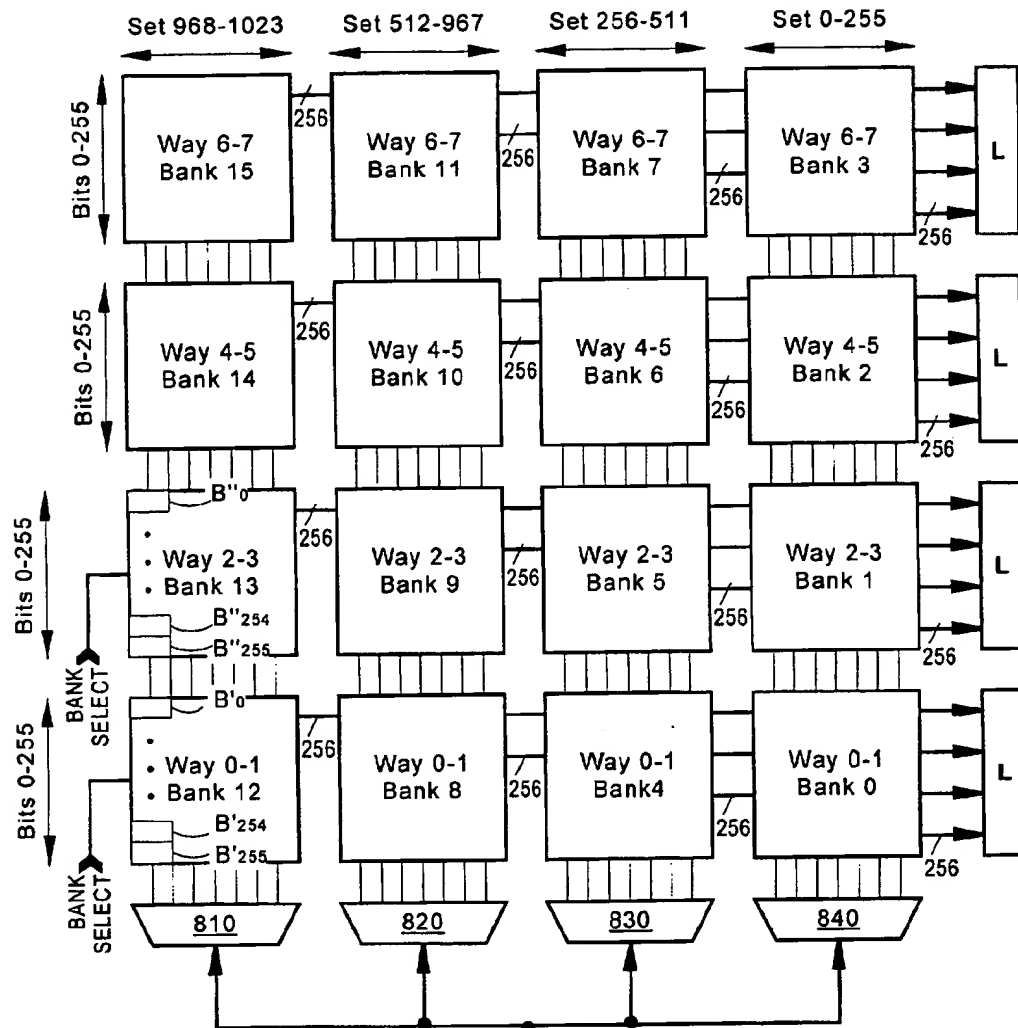 Set 968-1023
Set 512-967
Set 256-511
Set 0-255
Bits 0-255
Way 6-7
Bank 15
256
Way 6-7
Bank 11
256
Way 6-7
Bank 7
256
Way 6-7
Bank 3
256
L
Bits 0-255
Way 4-5
Bank 14
256
Way 4-5
Bank 10
256
Way 4-5
Bank 6
256
Way 4-5
Bank 2
256
L
Bits 0-255
BANK
SELECT
B"0
Way 2-3
Bank 13
B"254
B"255
256
Way 2-3
Bank 9
256
Way 2-3
Bank 5
256
Way 2-3
Bank 1
256
L
Bits 0-255
BANK
SELECT
B'0
Way 0-1
Bank 12
B'254
B'255
256
Way 0-1
Bank 8
256
Way 0-1
Bank4
256
Way 0-1
Bank 0
256
L
810
820
830
840